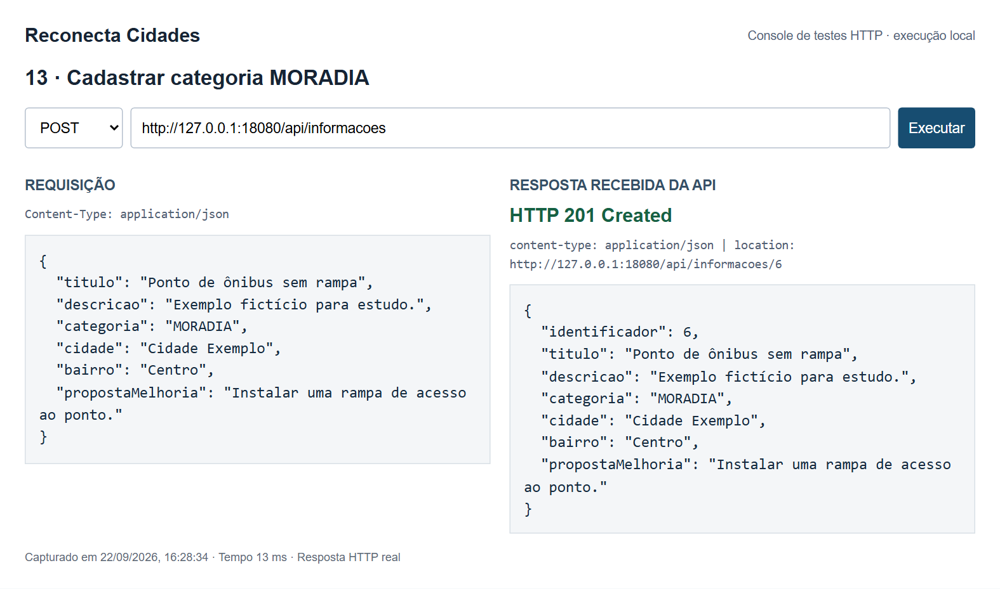 Reconecta Cidades
Console de testes HTTP · execução local
13 · Cadastrar categoria MORADIA
POST
http://127.0.0.1:18080/api/informacoes
Executar
REQUISIÇÃO
Content-Type: application/json
{
  "titulo": "Ponto de ônibus sem rampa",
  "descricao": "Exemplo fictício para estudo.",
  "categoria": "MORADIA",
  "cidade": "Cidade Exemplo",
  "bairro": "Centro",
  "propostaMelhoria": "Instalar uma rampa de acesso
ao ponto."
}
RESPOSTA RECEBIDA DA API
HTTP 201 Created
content-type: application/json | location:
http://127.0.0.1:18080/api/informacoes/6
{
  "identificador": 6,
  "titulo": "Ponto de ônibus sem rampa",
  "descricao": "Exemplo fictício para estudo.",
  "categoria": "MORADIA",
  "cidade": "Cidade Exemplo",
  "bairro": "Centro",
  "propostaMelhoria": "Instalar uma rampa de acesso
ao ponto."
}
Capturado em 22/09/2026, 16:28:34 · Tempo 13 ms · Resposta HTTP real